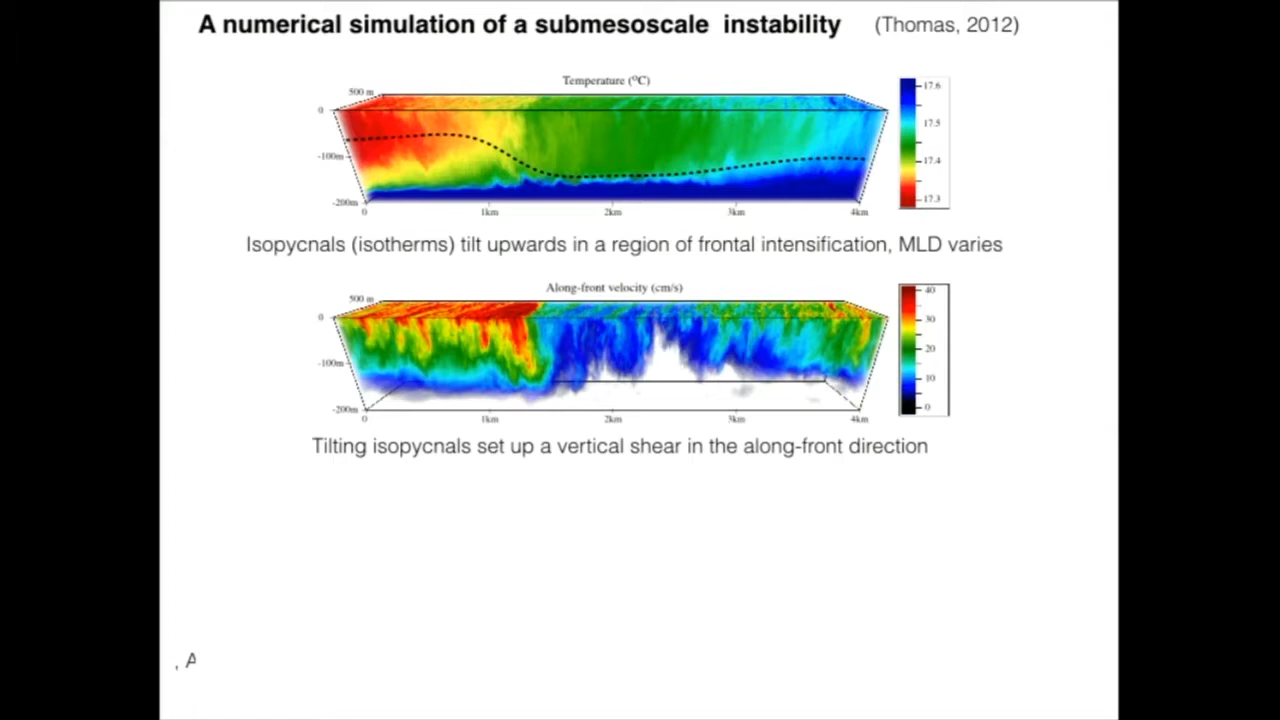 A numerical simulation of a submesoscale instability (Thomas, 2012)
Temperature (ºC)
500 m
0
-100m
-200m
0 1km 2km 3km 4km
17.6
17.5
17.4
17.3
Isopycnals (isotherms) tilt upwards in a region of frontal intensification, MLD varies
Along-front velocity (cm/s)
500 m
0
-100m
-200m
0 1km 2km 3km 4km
40
30
20
10
0
Tilting isopycnals set up a vertical shear in the along-front direction
, A